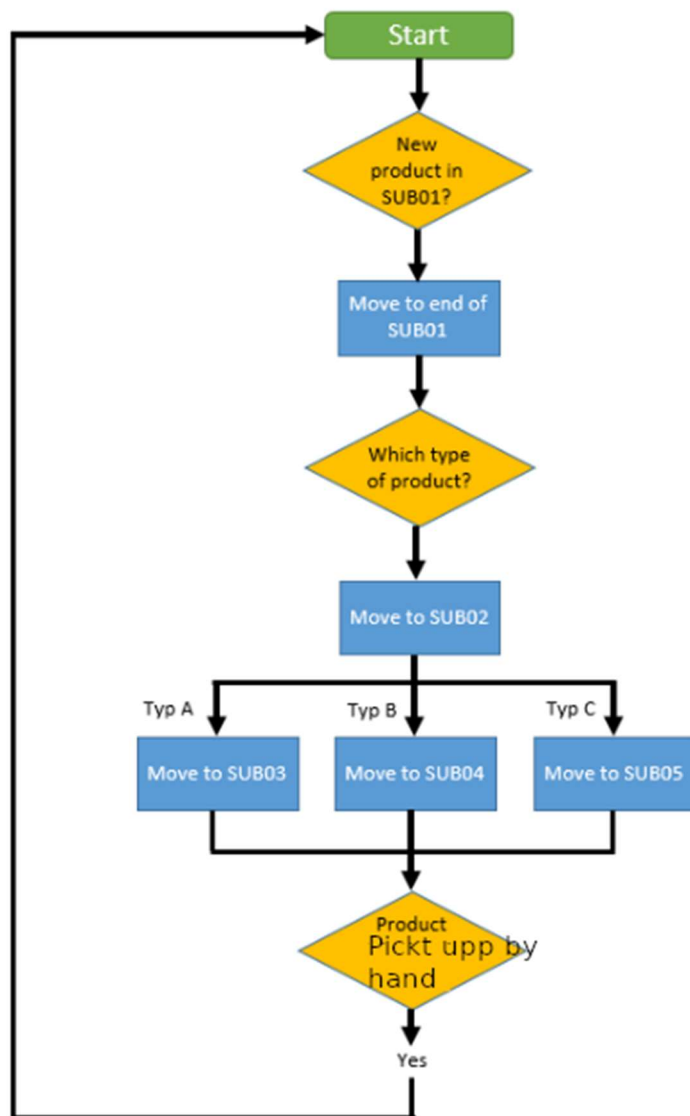 Start
New
product in
SUB01?
Move to end of
SUB01
Which type
of product?
Move to SUB02
Typ A
Typ B
Typ C
Move to SUB03
Move to SUB04
Move to SUB05
Product
Pickt upp by
hand
Yes